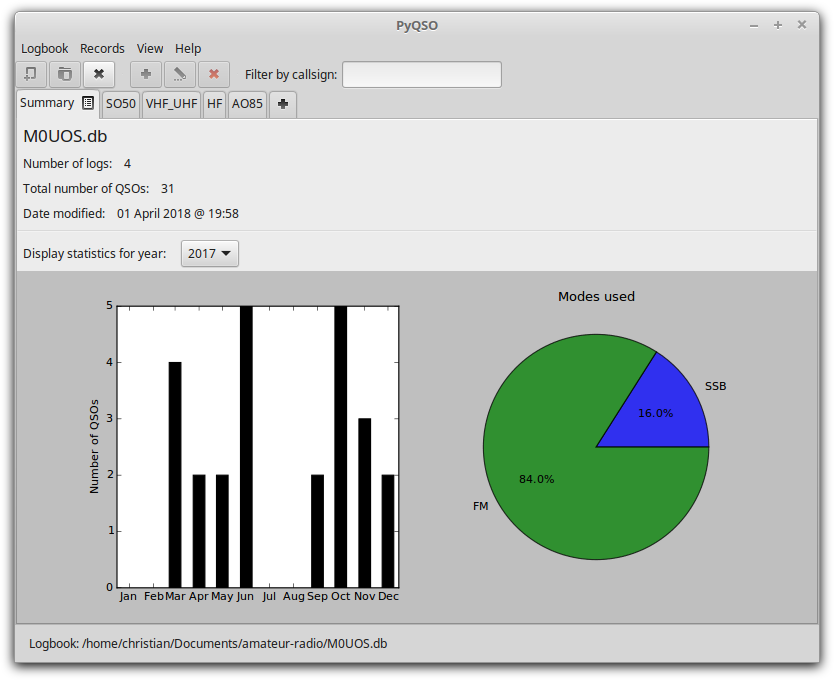 PyQSO
Logbook Records View Help
Filter by callsign:
Summary SO50 VHF_UHF HF AO85
M0UOS.db
Number of logs: 4
Total number of QSOs: 31
Date modified: 01 April 2018 @ 19:58
Display statistics for year: 2017
Number of QSOs
5
4
3
2
1
0
Jan Feb Mar Apr May Jun Jul Aug Sep Oct Nov Dec
Modes used
SSB
16.0%
84.0%
FM
Logbook: /home/christian/Documents/amateur-radio/M0UOS.db